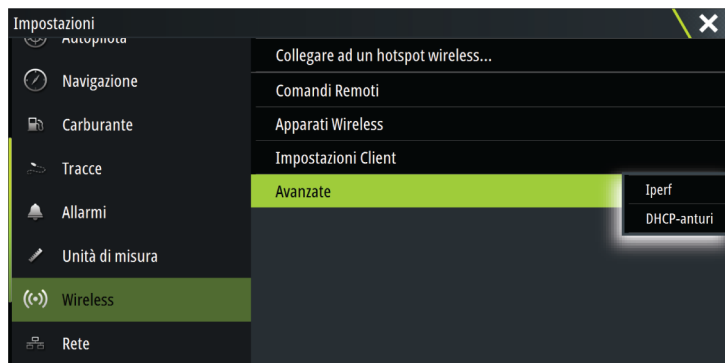 Impostazioni
Autopilota
Navigazione
Carburante
Tracce
Allarmi
Unità di misura
Wireless
Rete
Collegare ad un hotspot wireless...
Comandi Remoti
Apparati Wireless
Impostazioni Client
Avanzate
Iperf
DHCP-anturi